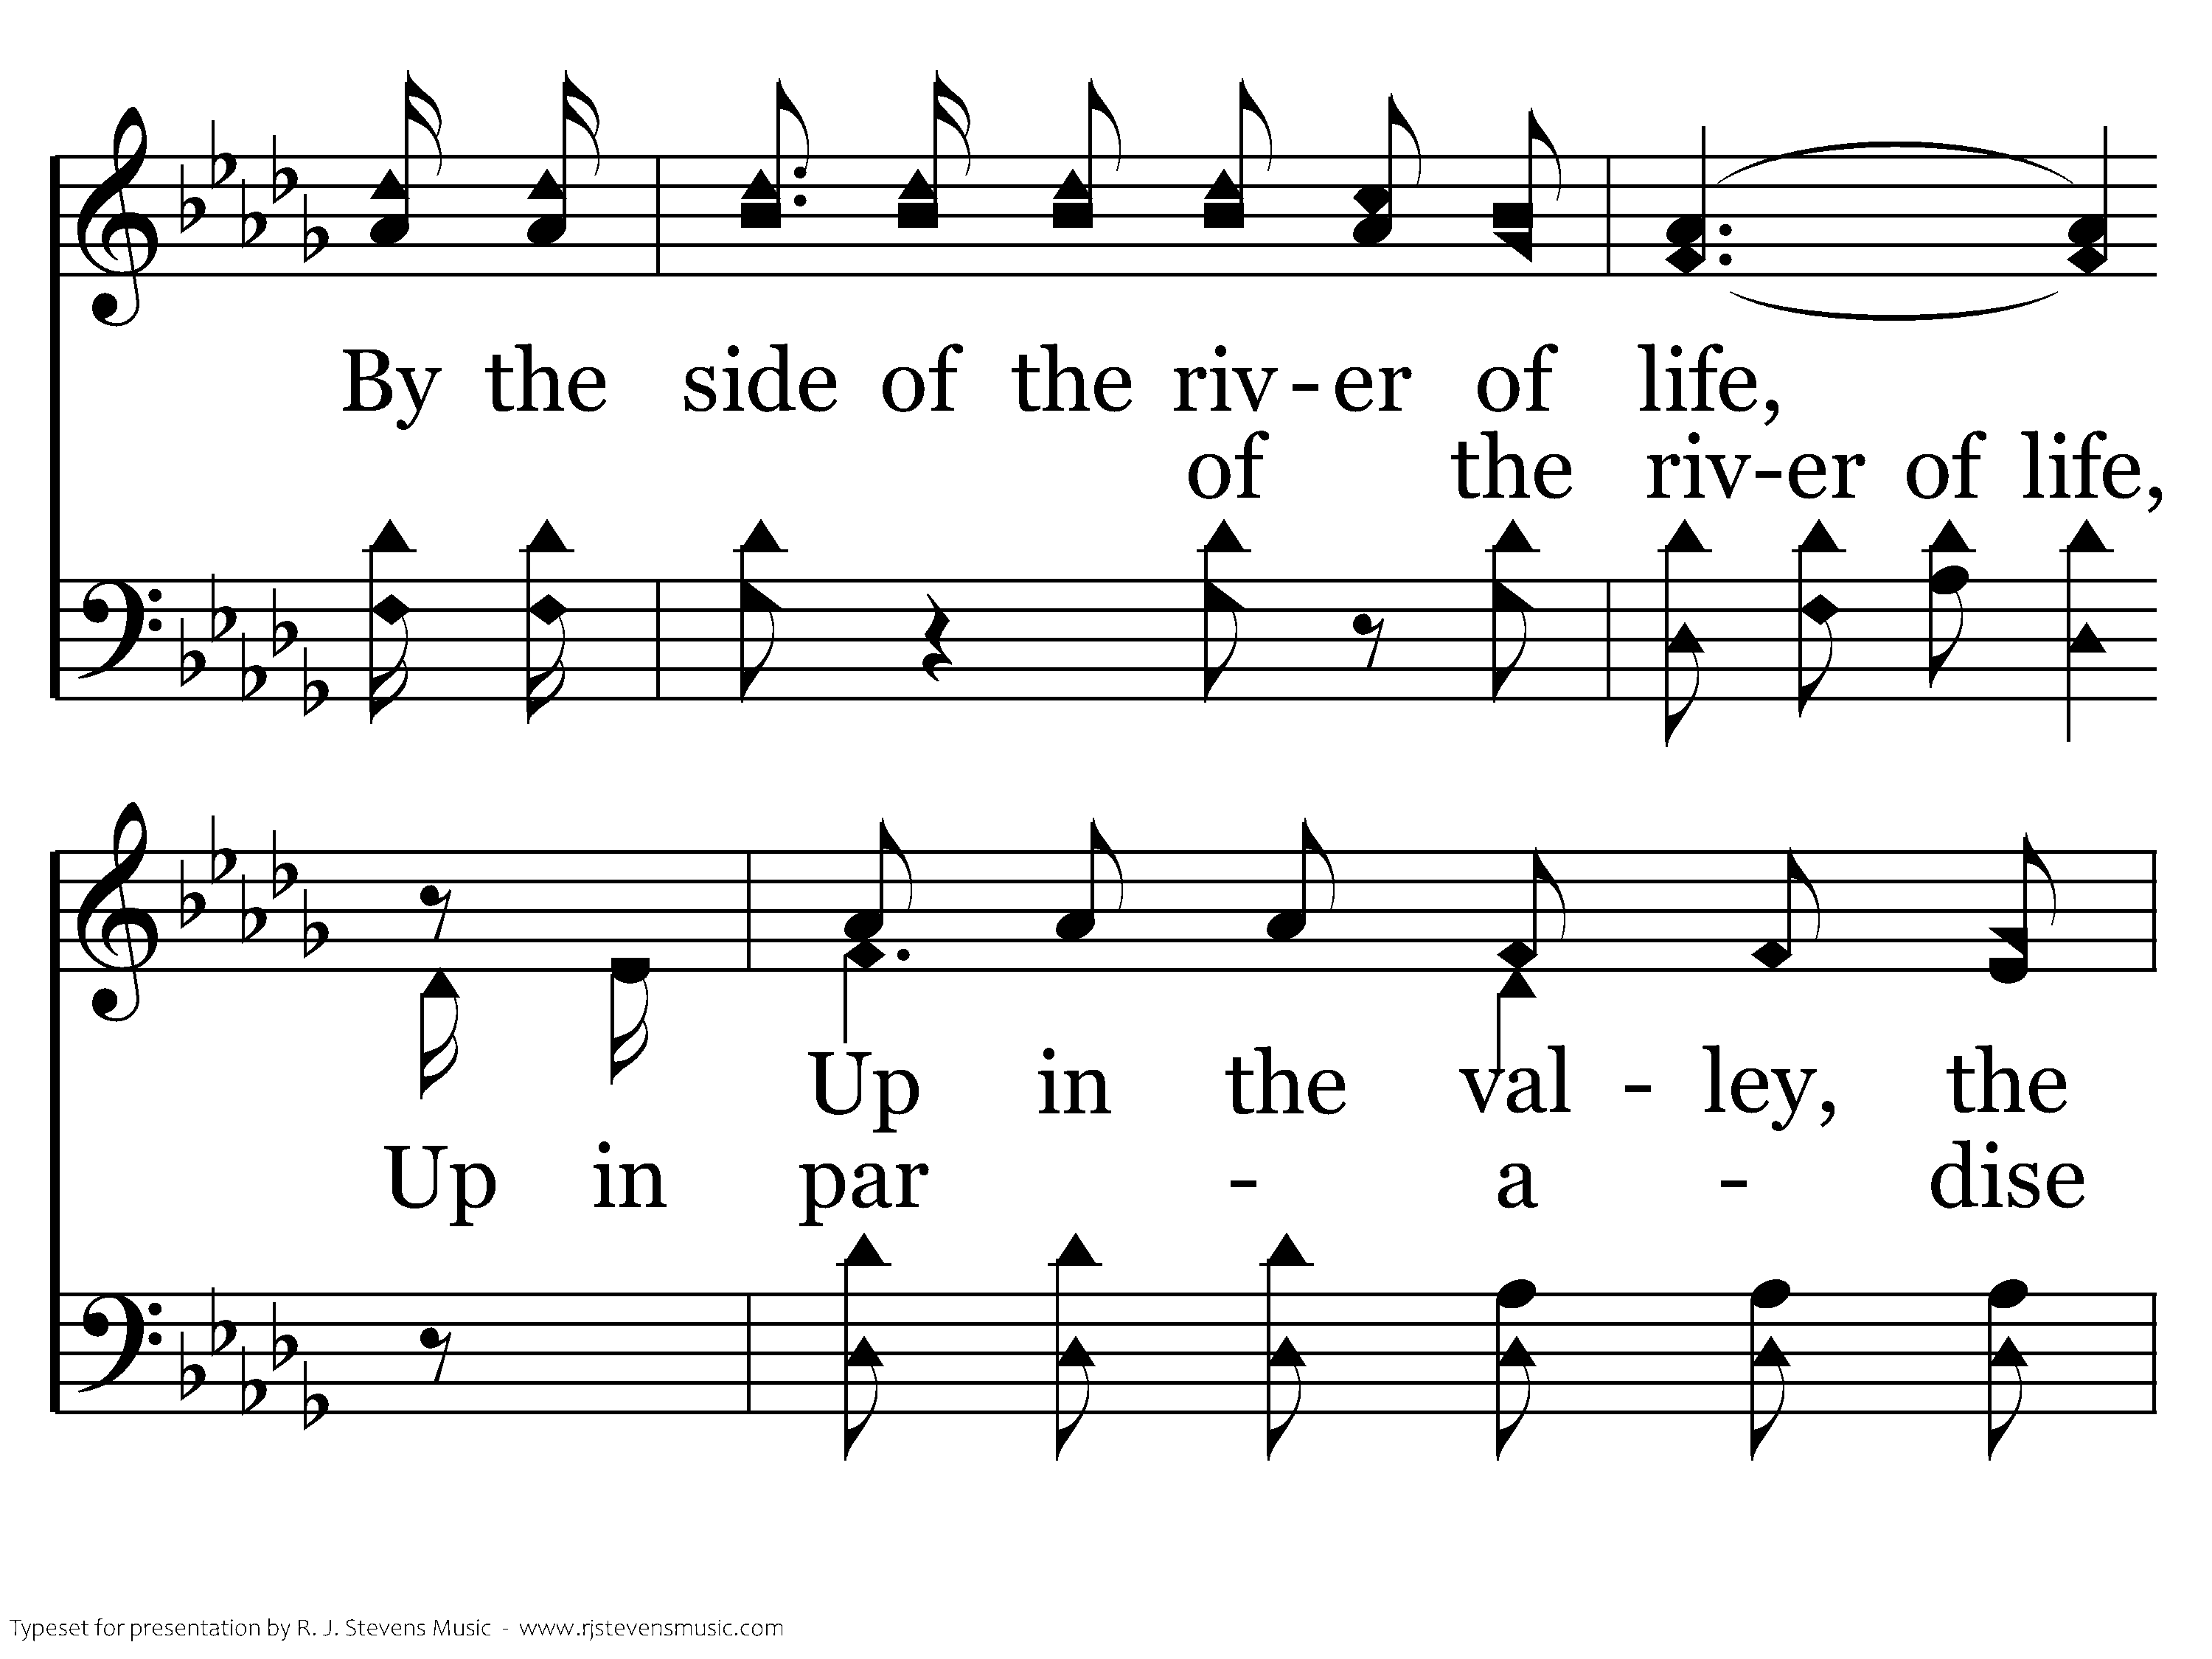 By the side of the riv - er of life,
of the riv-er of life,
Up in the val - ley, the
Up in par - a - dise
Typeset for presentation by R. J. Stevens Music - www.rjstevensmusic.com